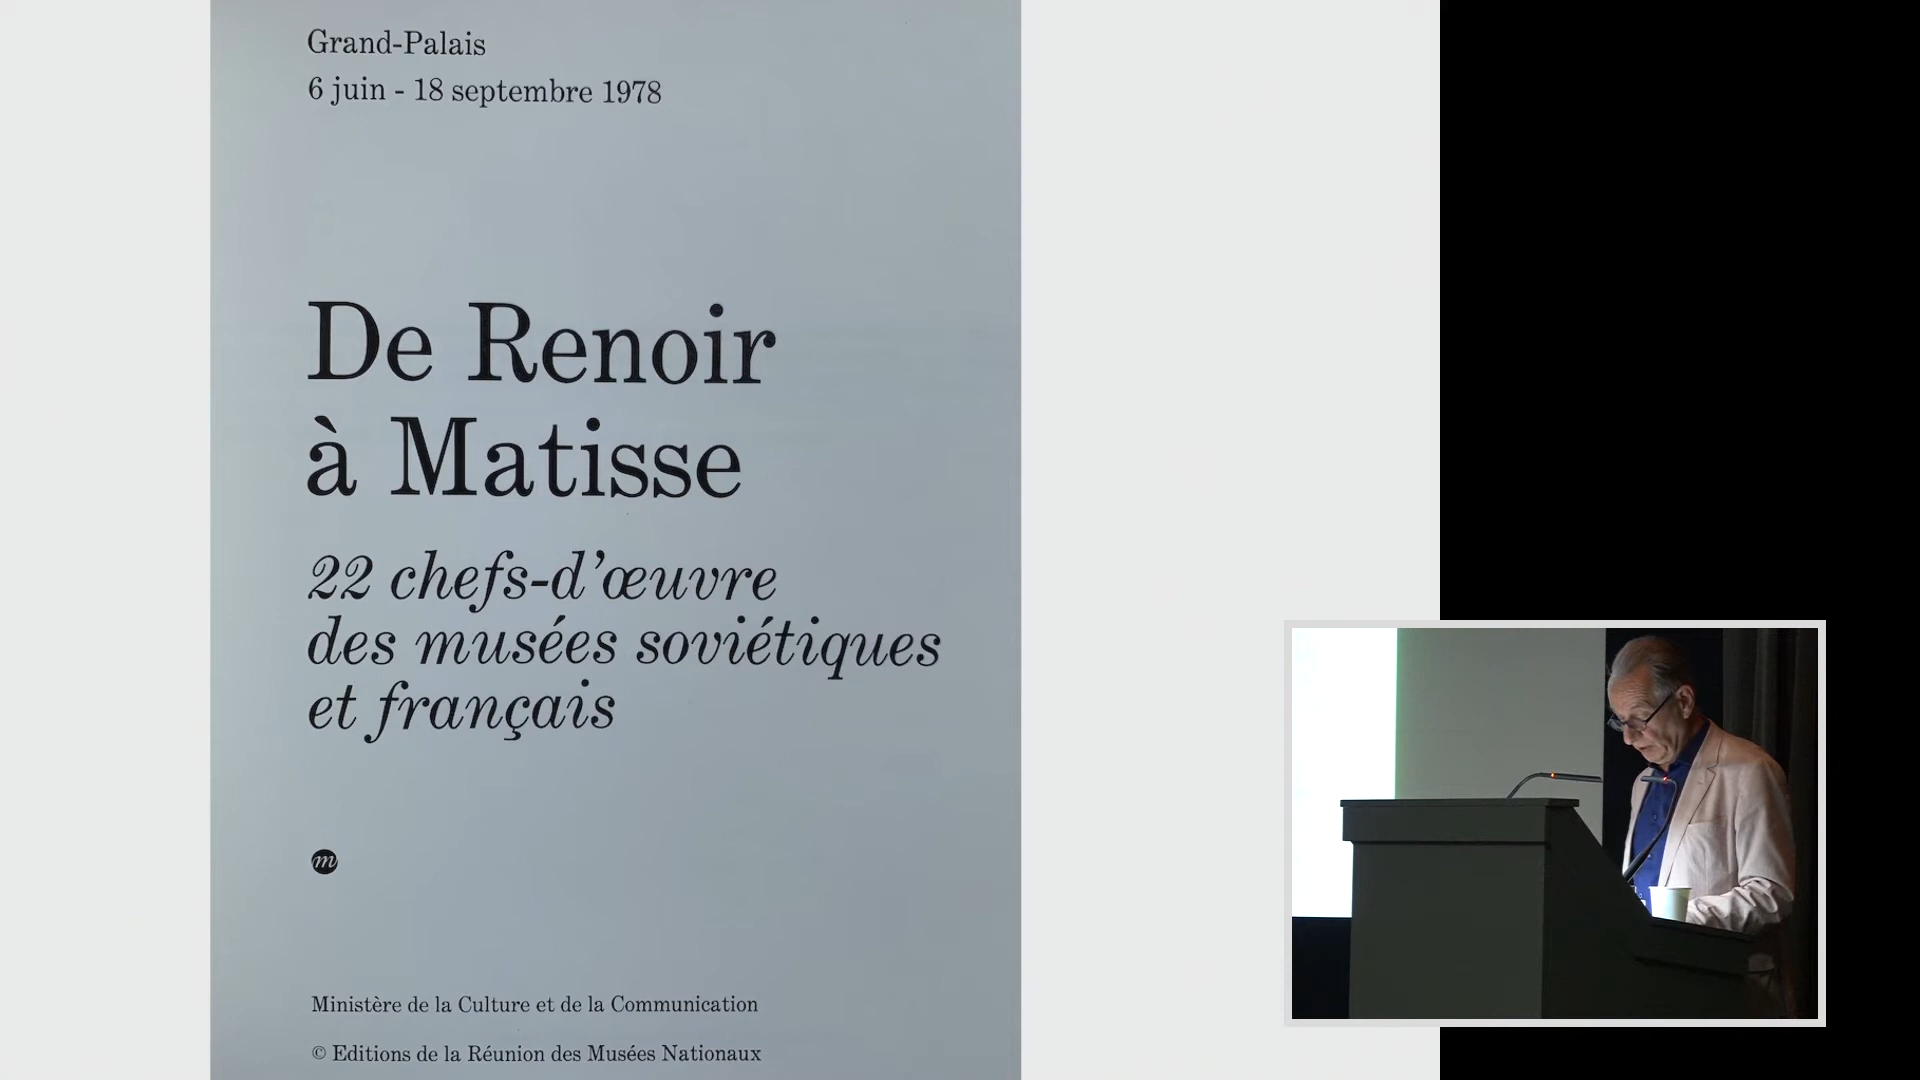 Grand-Palais
6 juin - 18 septembre 1978
De Renoir
à Matisse
22 chefs-d'œuvre
des musées soviétiques
et français
m
Ministère de la Culture et de la Communication
© Editions de la Réunion des Musées Nationaux